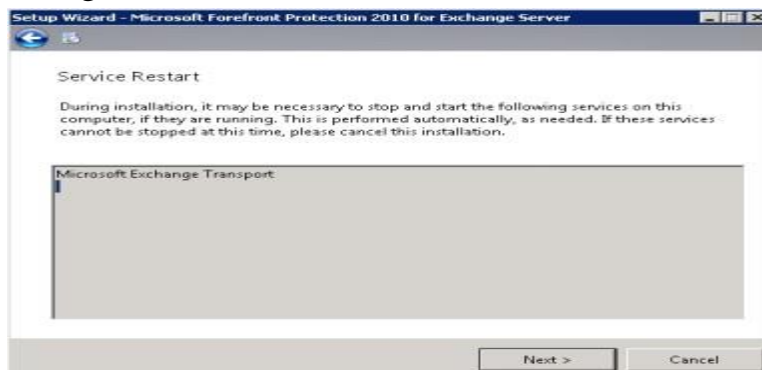 Setup Wizard - Microsoft Forefront Protection 2010 for Exchange Server
Service Restart
During installation, it may be necessary to stop and start the following services on this
computer, if they are running. This is performed automatically, as needed. If these services
cannot be stopped at this time, please cancel this installation.
Microsoft Exchange Transport
Next >
Cancel